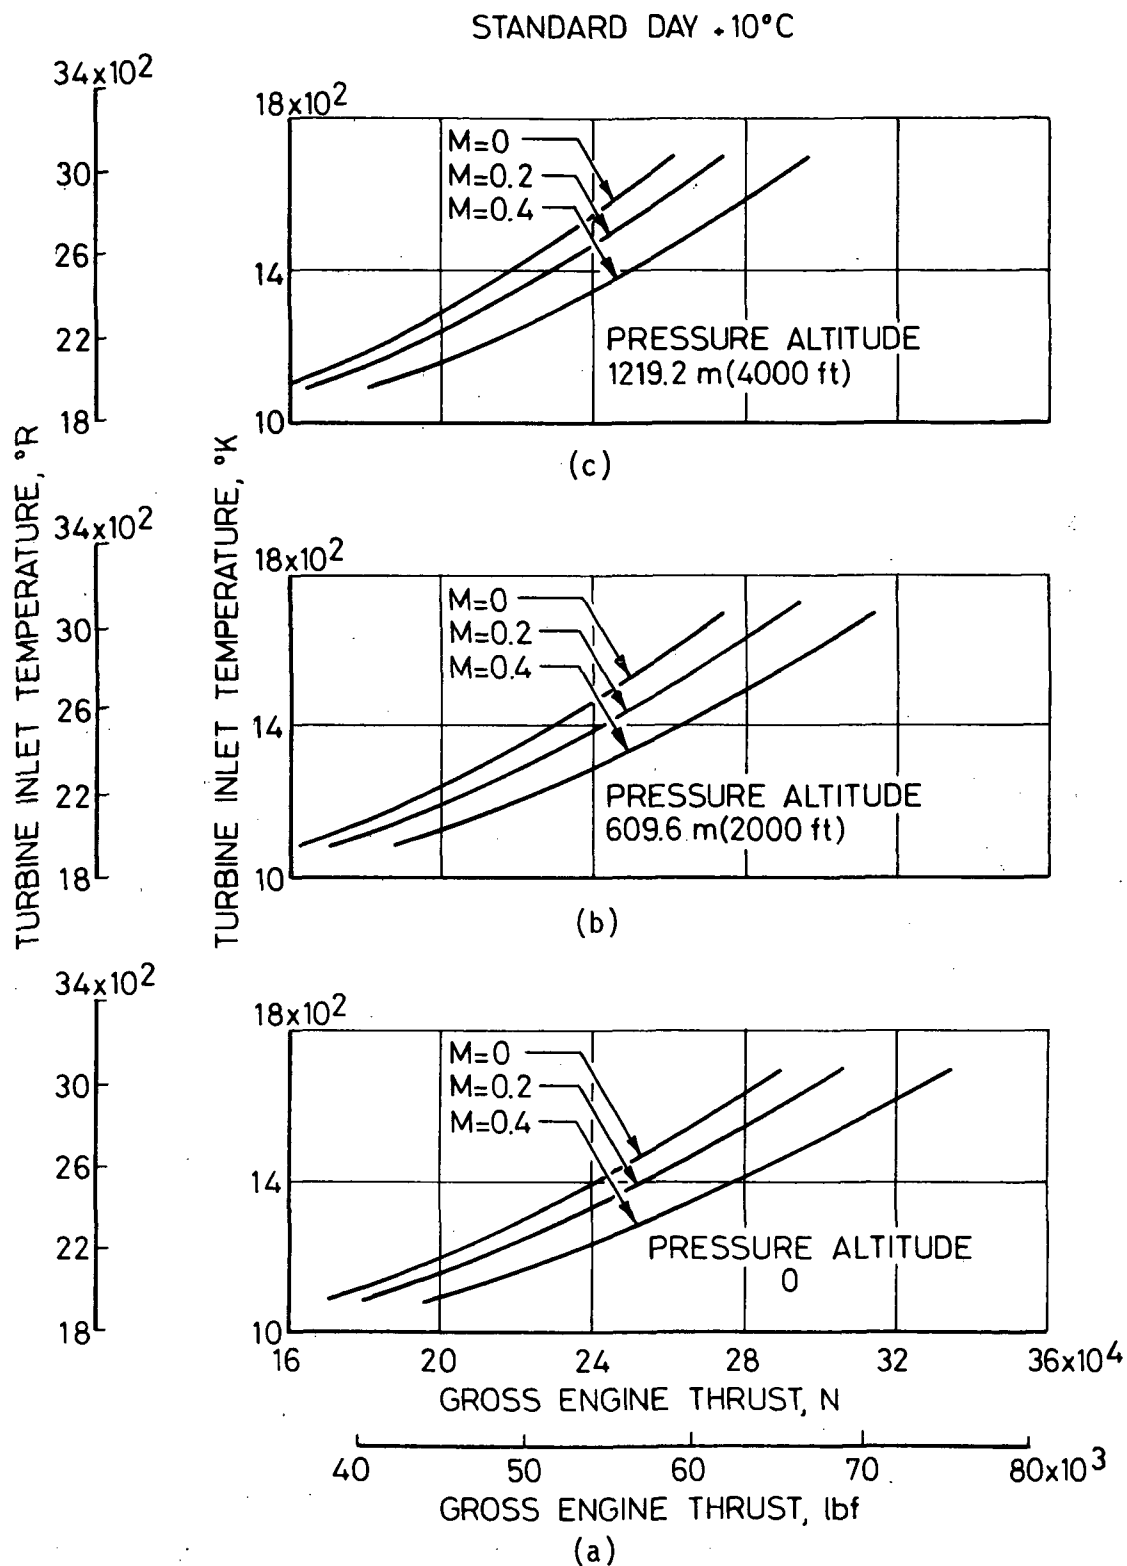 STANDARD DAY +10°C
34x10²
30
26
22
18
18x10²
14
10
M=0
M=0.2
M=0.4
PRESSURE ALTITUDE
1219.2 m(4000 ft)
(c)
TURBINE INLET TEMPERATURE, °R
TURBINE INLET TEMPERATURE, °K
34x10²
30
26
22
18
18x10²
14
10
M=0
M=0.2
M=0.4
PRESSURE ALTITUDE
609.6 m(2000 ft)
(b)
34x10²
30
26
22
18
18x10²
14
10
M=0
M=0.2
M=0.4
PRESSURE ALTITUDE
0
16 20 24 28 32 36x10⁴
GROSS ENGINE THRUST, N
40 50 60 70 80x10³
GROSS ENGINE THRUST, lbf
(a)